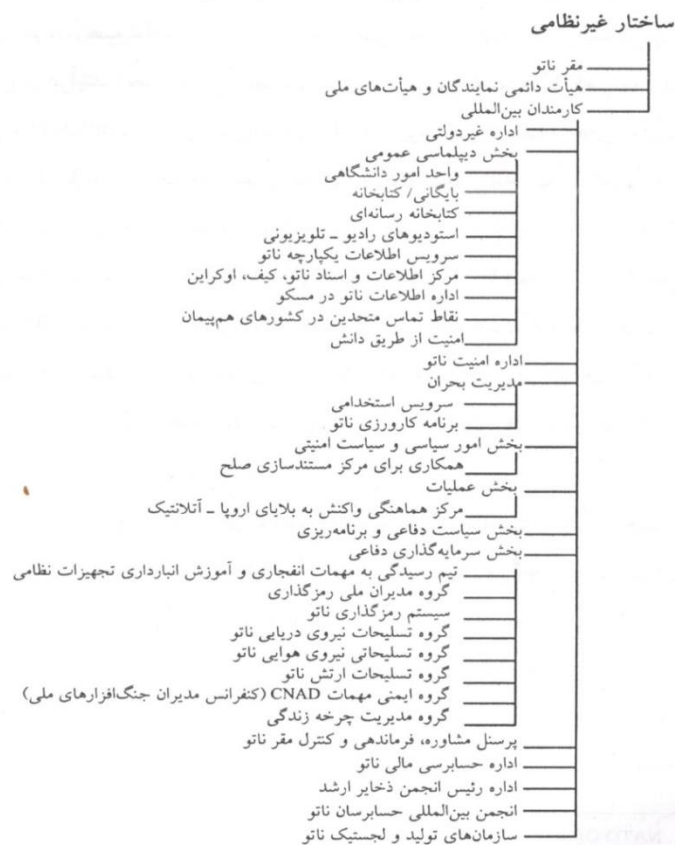 ساختار غیرنظامی
مقر ناتو
هیأت دائمی نمایندگان و هیأت‌های ملی
کارمندان بین‌المللی
اداره غیردولتی
بخش دیپلماسی عمومی
واحد امور دانشگاهی
بایگانی/ کتابخانه
کتابخانه رسانه‌ای
استودیوهای رادیو ـ تلویزیونی
سرویس اطلاعات یکپارچه ناتو
مرکز اطلاعات و اسناد ناتو، کیف، اوکراین
اداره اطلاعات ناتو در مسکو
نقاط تماس متحدین در کشورهای هم‌پیمان
امنیت از طریق دانش
اداره امنیت ناتو
مدیریت بحران
سرویس استخدامی
برنامه کارورزی ناتو
بخش امور سیاسی و سیاست امنیتی
همکاری برای مرکز مستندسازی صلح
بخش عملیات
مرکز هماهنگی واکنش به بلایای اروپا ـ آتلانتیک
بخش سیاست دفاعی و برنامه‌ریزی
بخش سرمایه‌گذاری دفاعی
تیم رسیدگی به مهمات انفجاری و آموزش انبارداری تجهیزات نظامی
گروه مدیران ملی رمزگذاری
سیستم رمزگذاری ناتو
گروه تسلیحات نیروی دریایی ناتو
گروه تسلیحاتی نیروی هوایی ناتو
گروه تسلیحات ارتش ناتو
گروه ایمنی مهمات CNAD (کنفرانس مدیران جنگ‌افزارهای ملی)
گروه مدیریت چرخه زندگی
پرسنل مشاوره، فرماندهی و کنترل مقر ناتو
اداره حسابرسی مالی ناتو
اداره رئیس انجمن ذخایر ارشد
انجمن بین‌المللی حسابرسان ناتو
سازمان‌های تولید و لجستیک ناتو